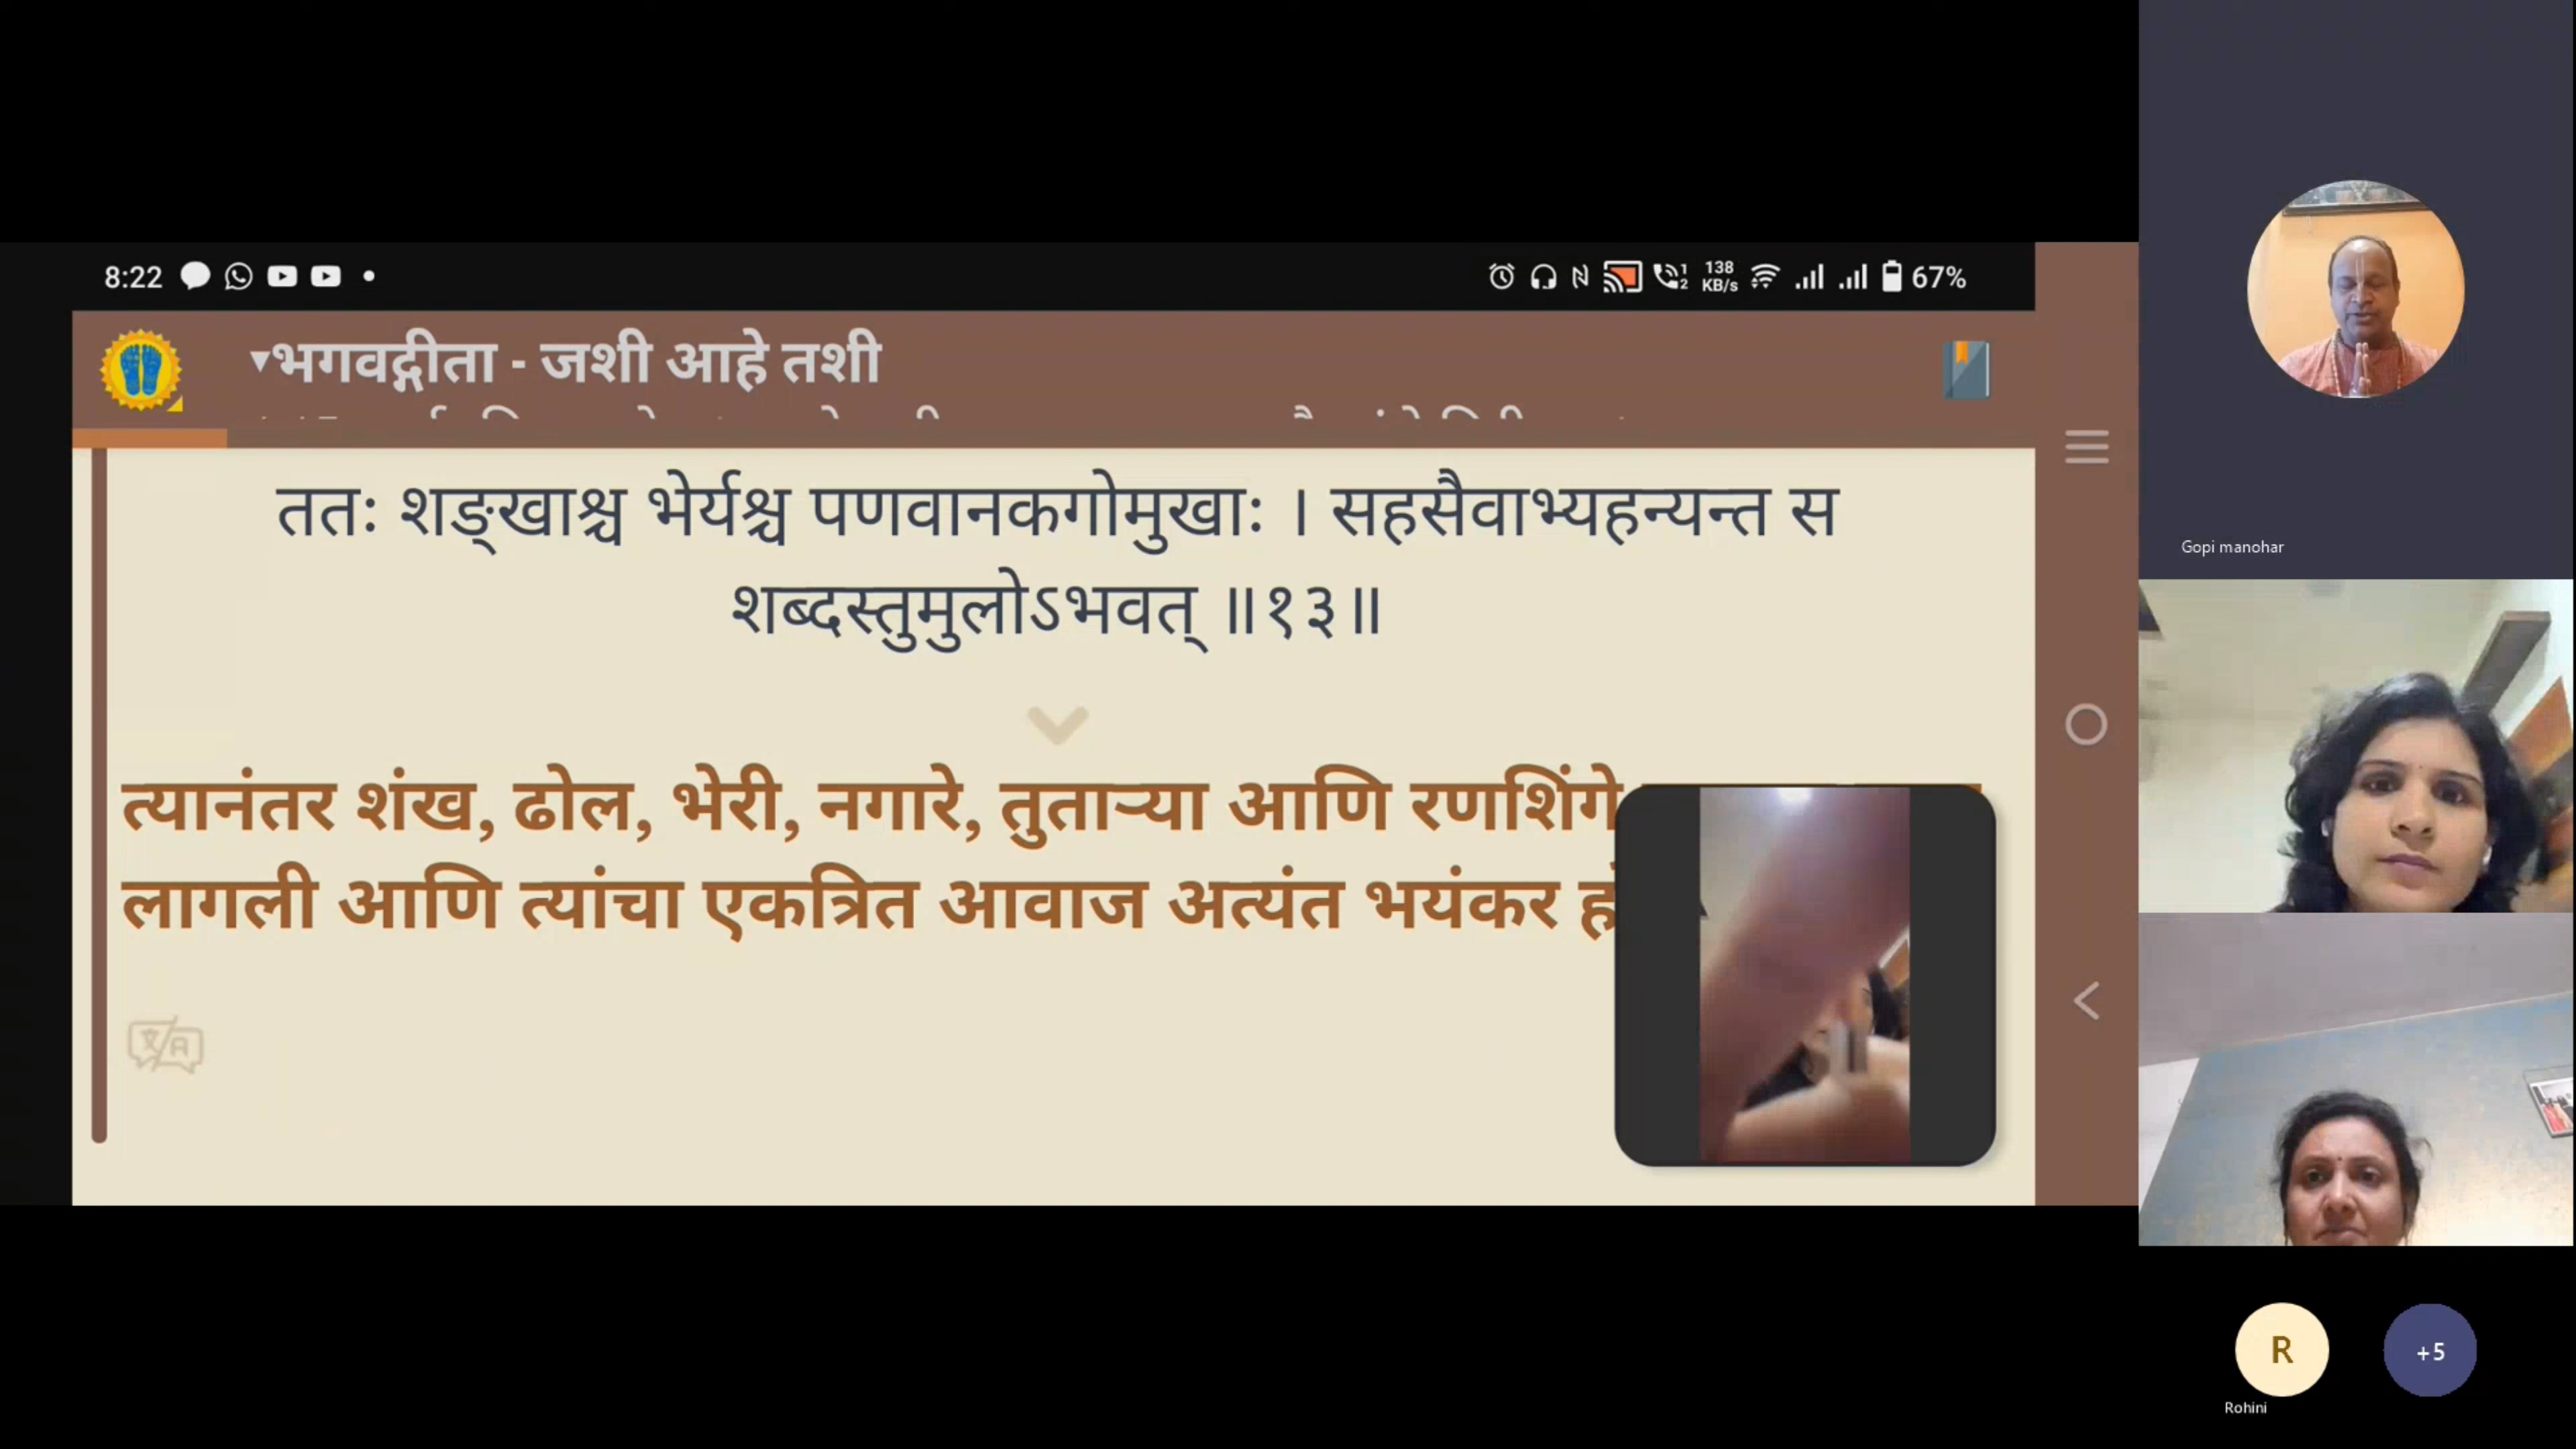 8:22
138
KB/s
67%
▾भगवद्गीता - जशी आहे तशी
ततः शङ्खाश्च भेर्यश्च पणवानकगोमुखाः । सहसैवाभ्यहन्यन्त स
शब्दस्तुमुलोऽभवत् ॥१३॥
त्यानंतर शंख, ढोल, भेरी, नगारे, तुताऱ्या आणि रणशिंगे
लागली आणि त्यांचा एकत्रित आवाज अत्यंत भयंकर
Gopi manohar
R
+5
Rohini